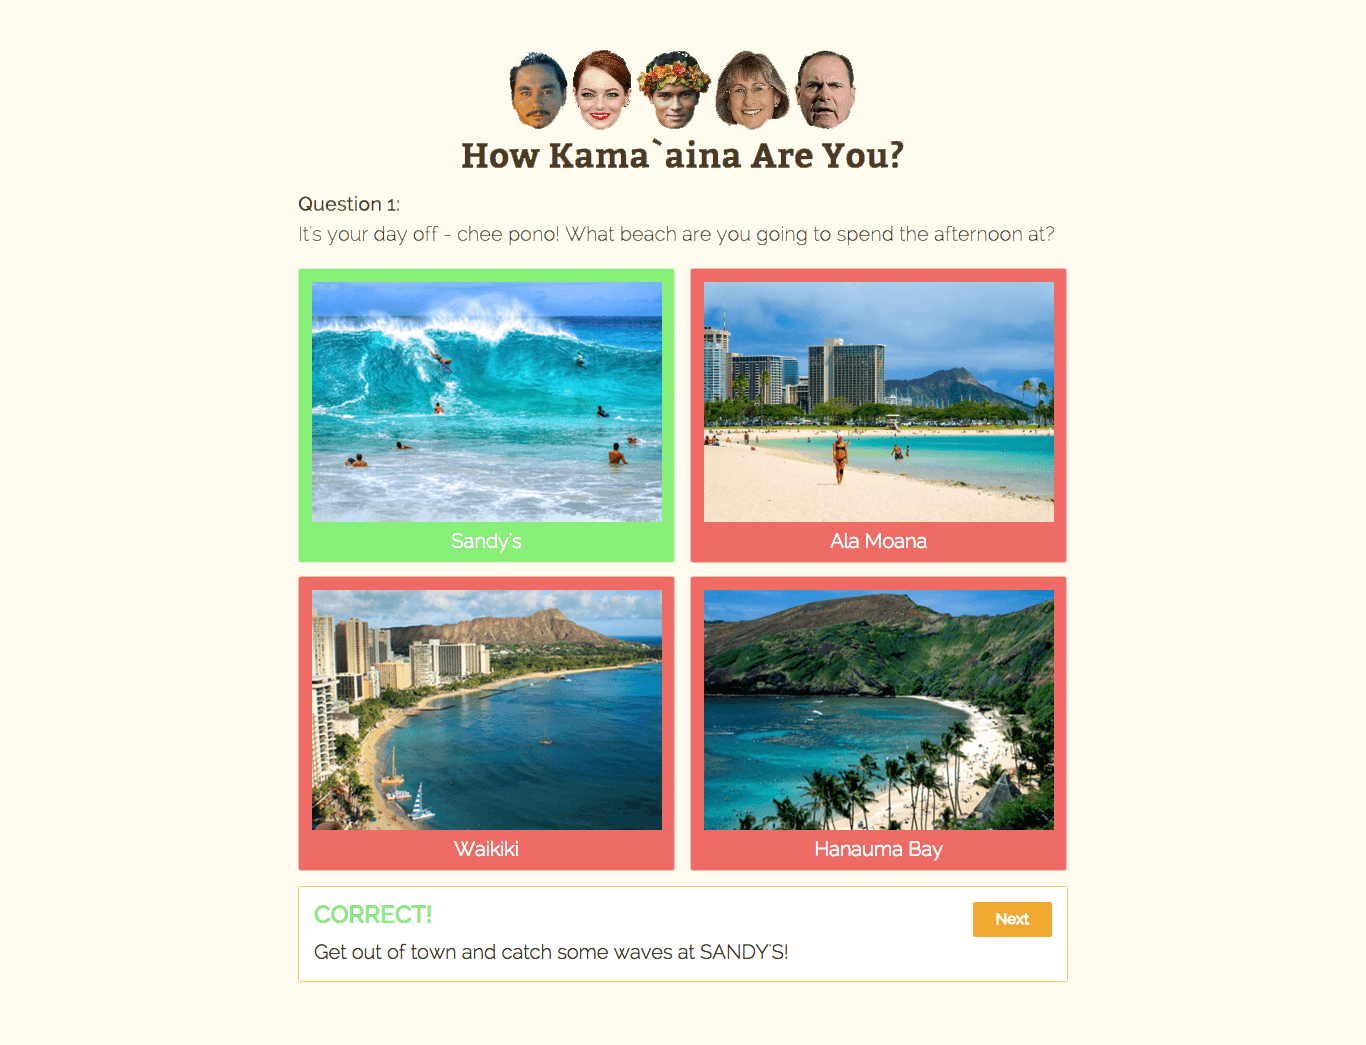 How Kama`aina Are You?
Question 1:
It's your day off - chee pono! What beach are you going to spend the afternoon at?
Sandy's
Ala Moana
Waikiki
Hanauma Bay
CORRECT!
Next
Get out of town and catch some waves at SANDY'S!